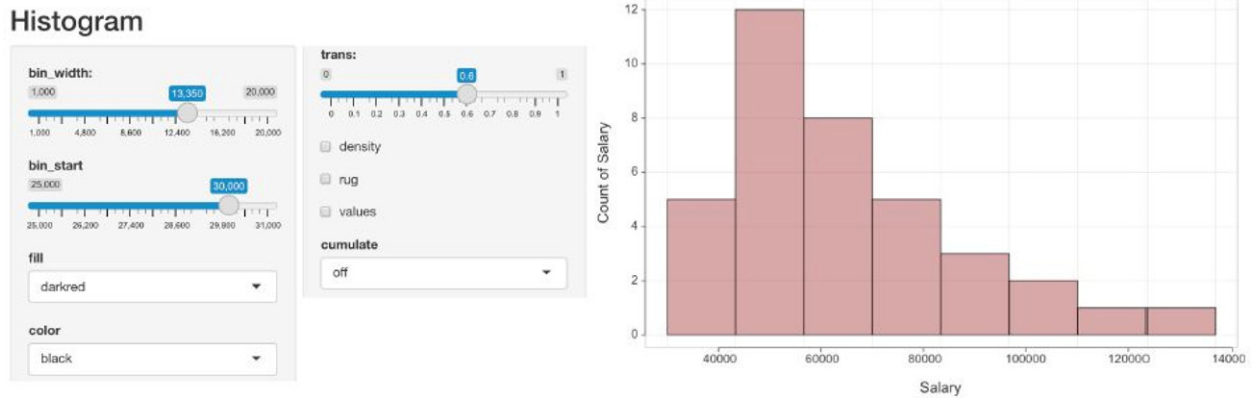 Histogram
bin_width:
1,000 13,350 20,000
1,000 4,800 8,600 12,400 16,200 20,000
bin_start
25,000 30,000
25,000 26,200 27,400 28,600 29,800 31,000
fill
darkred
color
black
trans:
0 0.6 1
0 0.1 0.2 0.3 0.4 0.5 0.6 0.7 0.8 0.9 1
density
rug
values
cumulate
off
Count of Salary
12
10
8
6
4
2
0
40000 60000 80000 100000 120000 14000
Salary